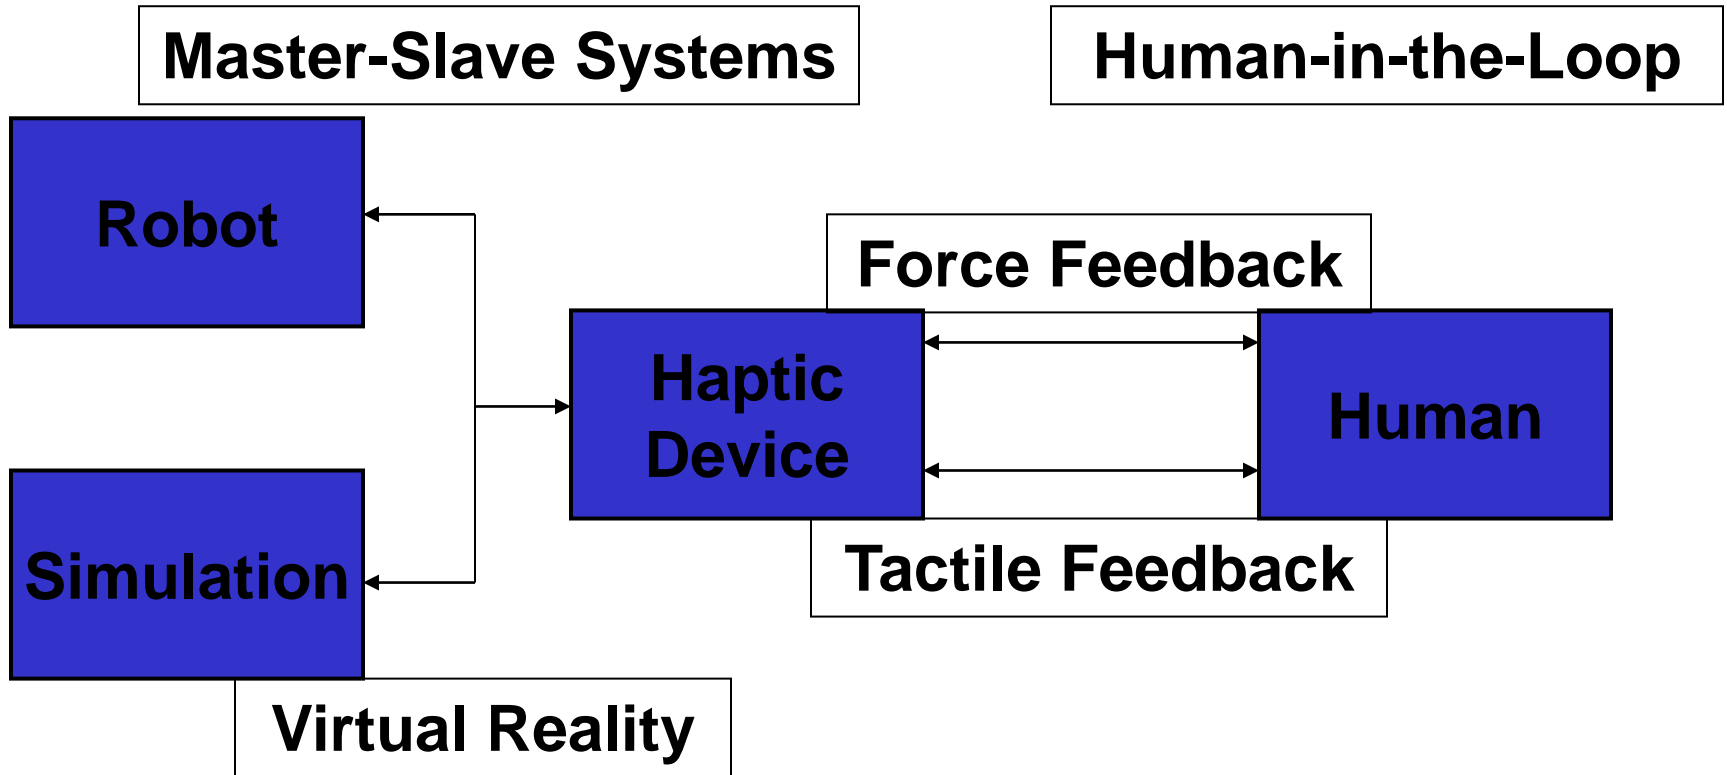 Master-Slave Systems
Human-in-the-Loop
Robot
Force Feedback
Haptic
Device
Human
Simulation
Tactile Feedback
Virtual Reality